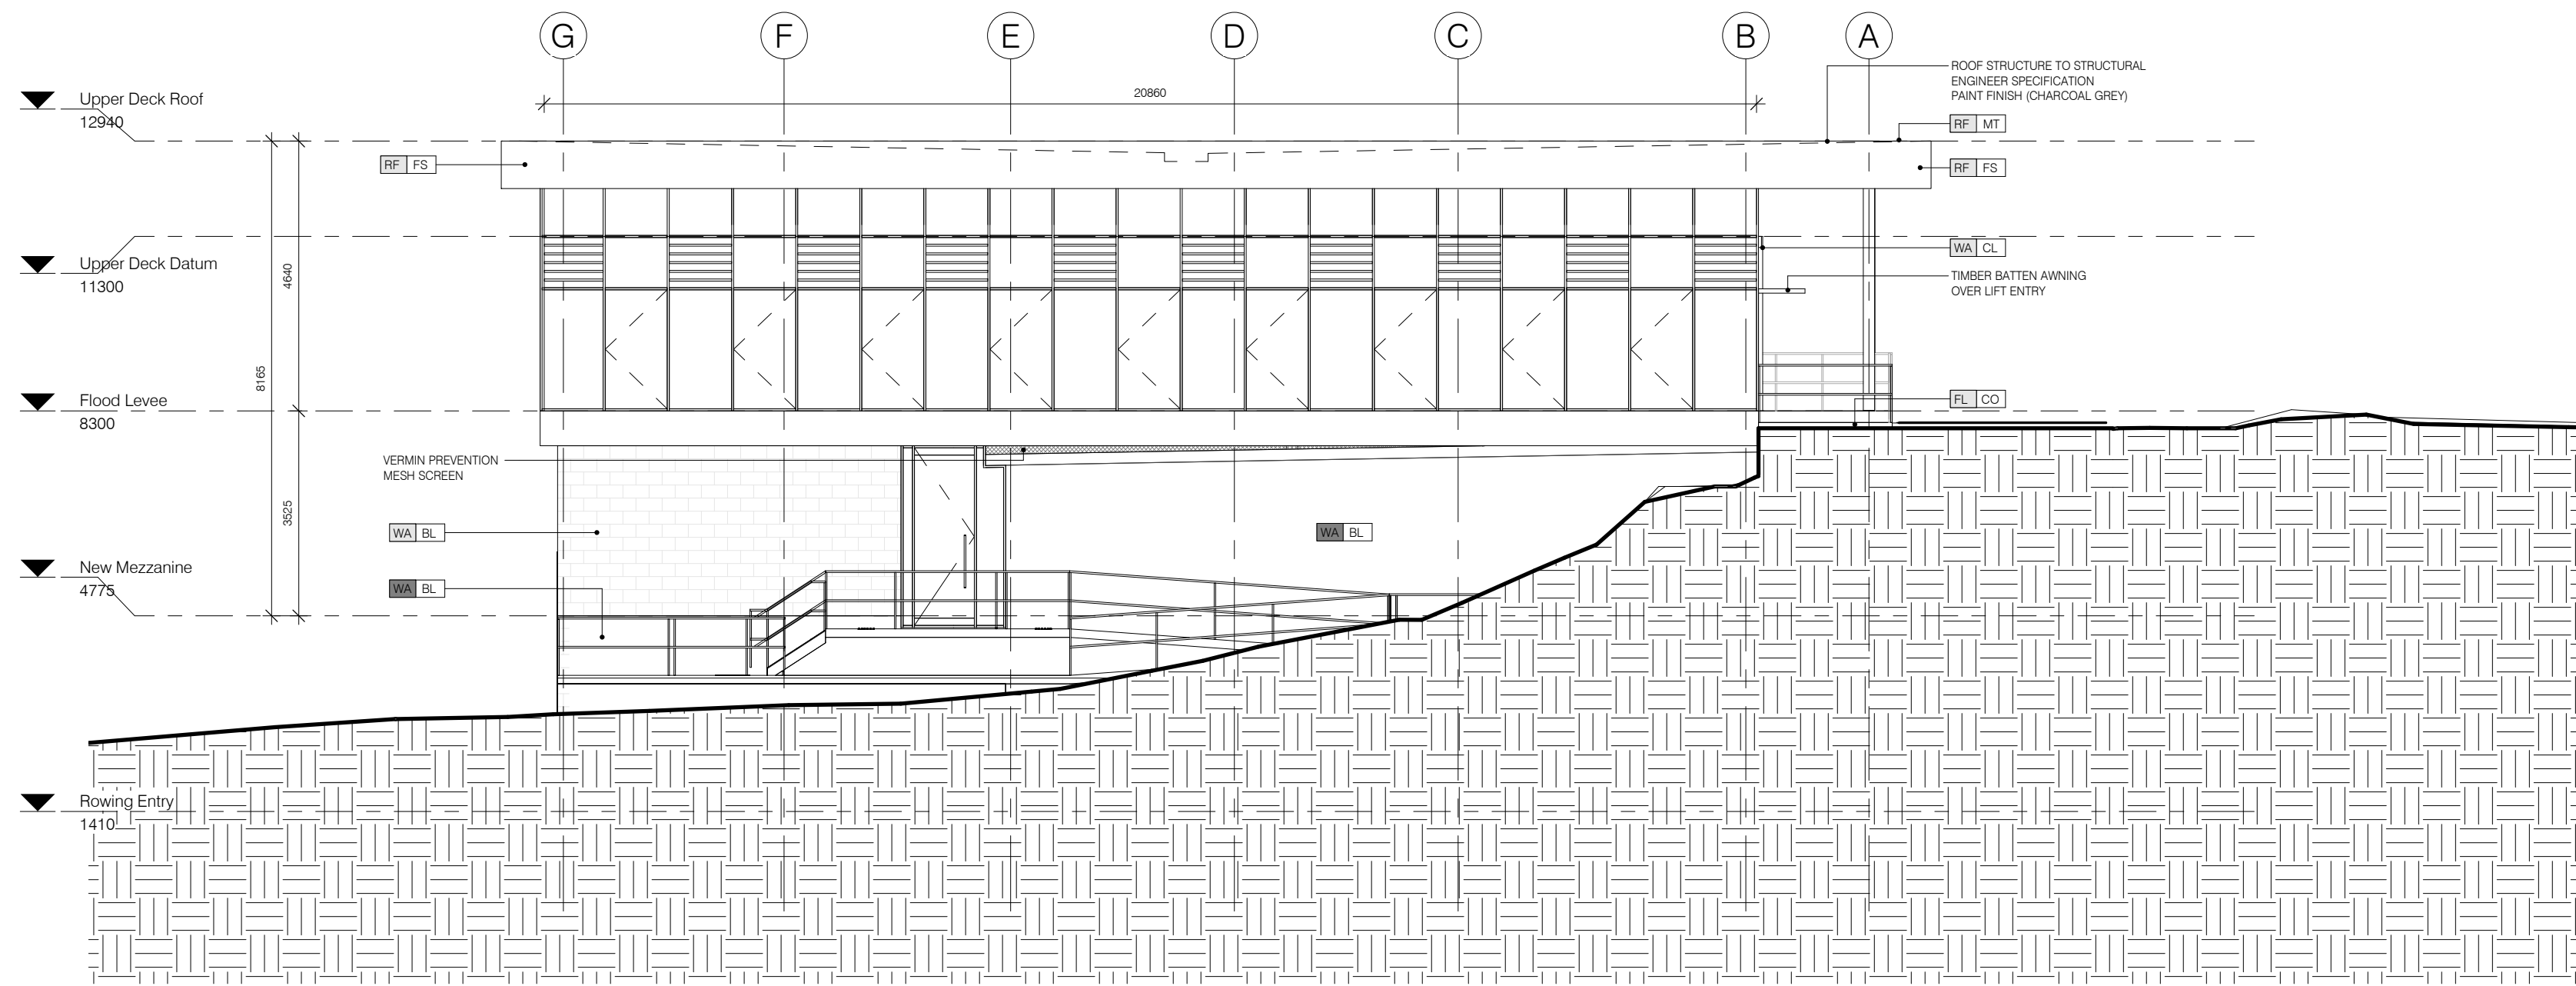 G F E D C B A
20860
ROOF STRUCTURE TO STRUCTURAL
ENGINEER SPECIFICATION
PAINT FINISH (CHARCOAL GREY)
Upper Deck Roof
12940
RF MT
RF FS
RF FS
WA CL
Upper Deck Datum
11300
4640
TIMBER BATTEN AWNING
OVER LIFT ENTRY
8165
Flood Levee
8300
FL CO
VERMIN PREVENTION
MESH SCREEN
3525
WA BL
WA BL
New Mezzanine
4775
WA BL
Rowing Entry
1410